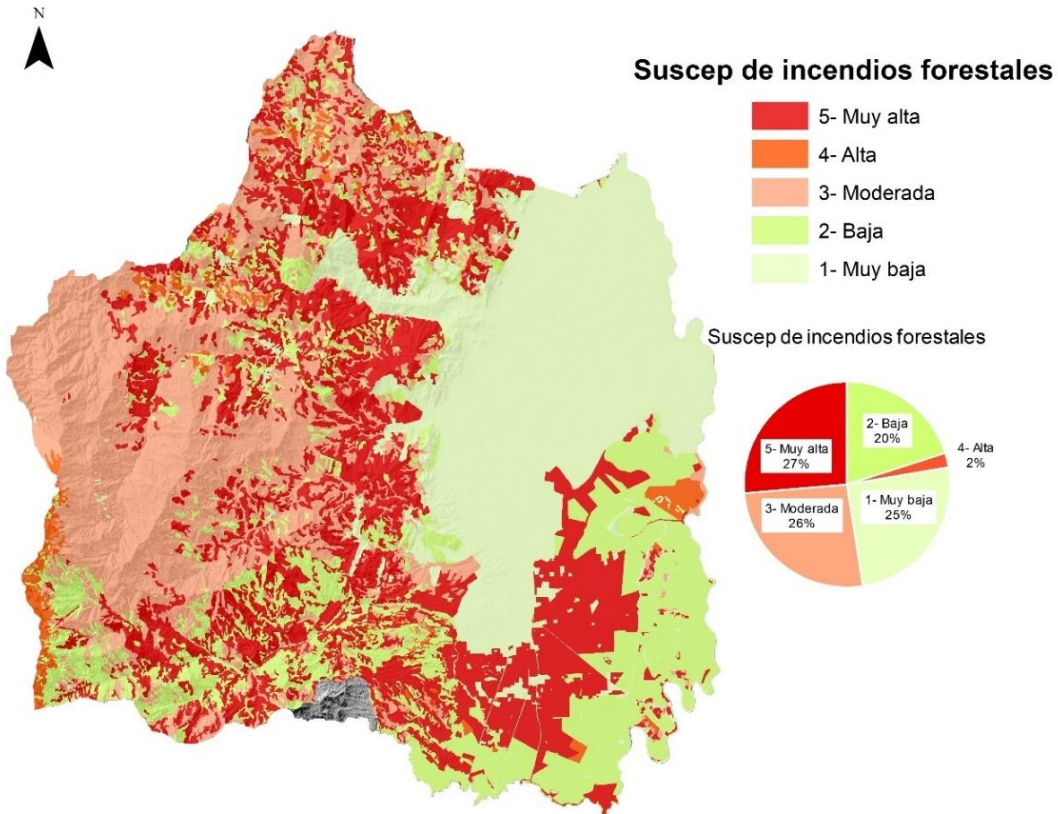 N
Suscep de incendios forestales
5- Muy alta
4- Alta
3- Moderada
2- Baja
1- Muy baja
Suscep de incendios forestales
2- Baja
20%
4- Alta
2%
5- Muy alta
27%
3- Moderada
26%
1- Muy baja
25%